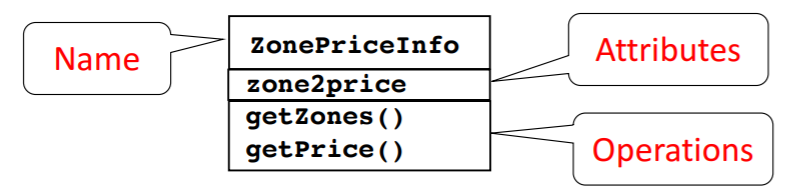 Name
ZonePriceInfo
Attributes
zone2price
getZones()
getPrice()
Operations